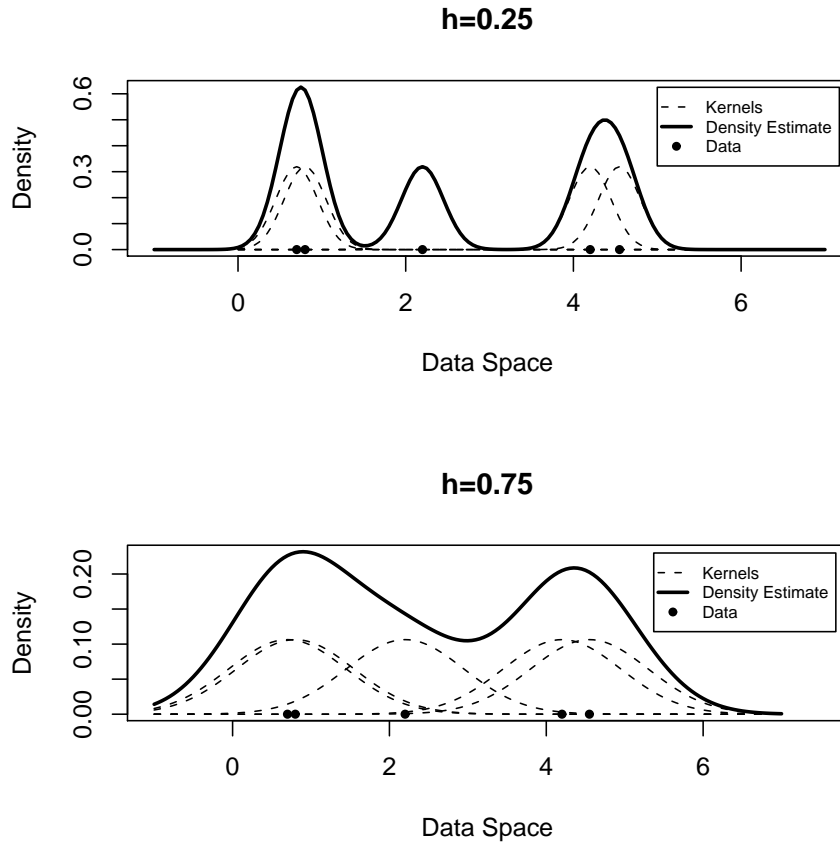 h=0.25
Density
0.0 0.3 0.6
Kernels
Density Estimate
Data
0 2 4 6
Data Space
h=0.75
Density
0.00 0.10 0.20
Kernels
Density Estimate
Data
0 2 4 6
Data Space